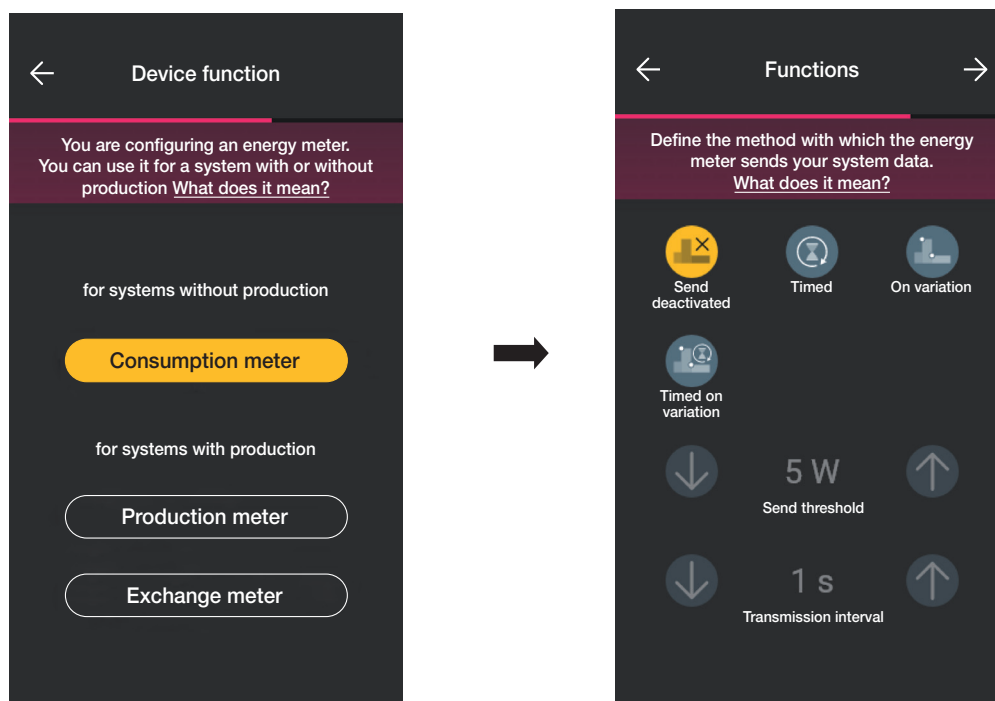 Device function
You are configuring an energy meter.
You can use it for a system with or without
production What does it mean?
for systems without production
Consumption meter
for systems with production
Production meter
Exchange meter
Functions
Define the method with which the energy
meter sends your system data.
What does it mean?
Send
deactivated
Timed
On variation
Timed on
variation
5 W
Send threshold
1 s
Transmission interval